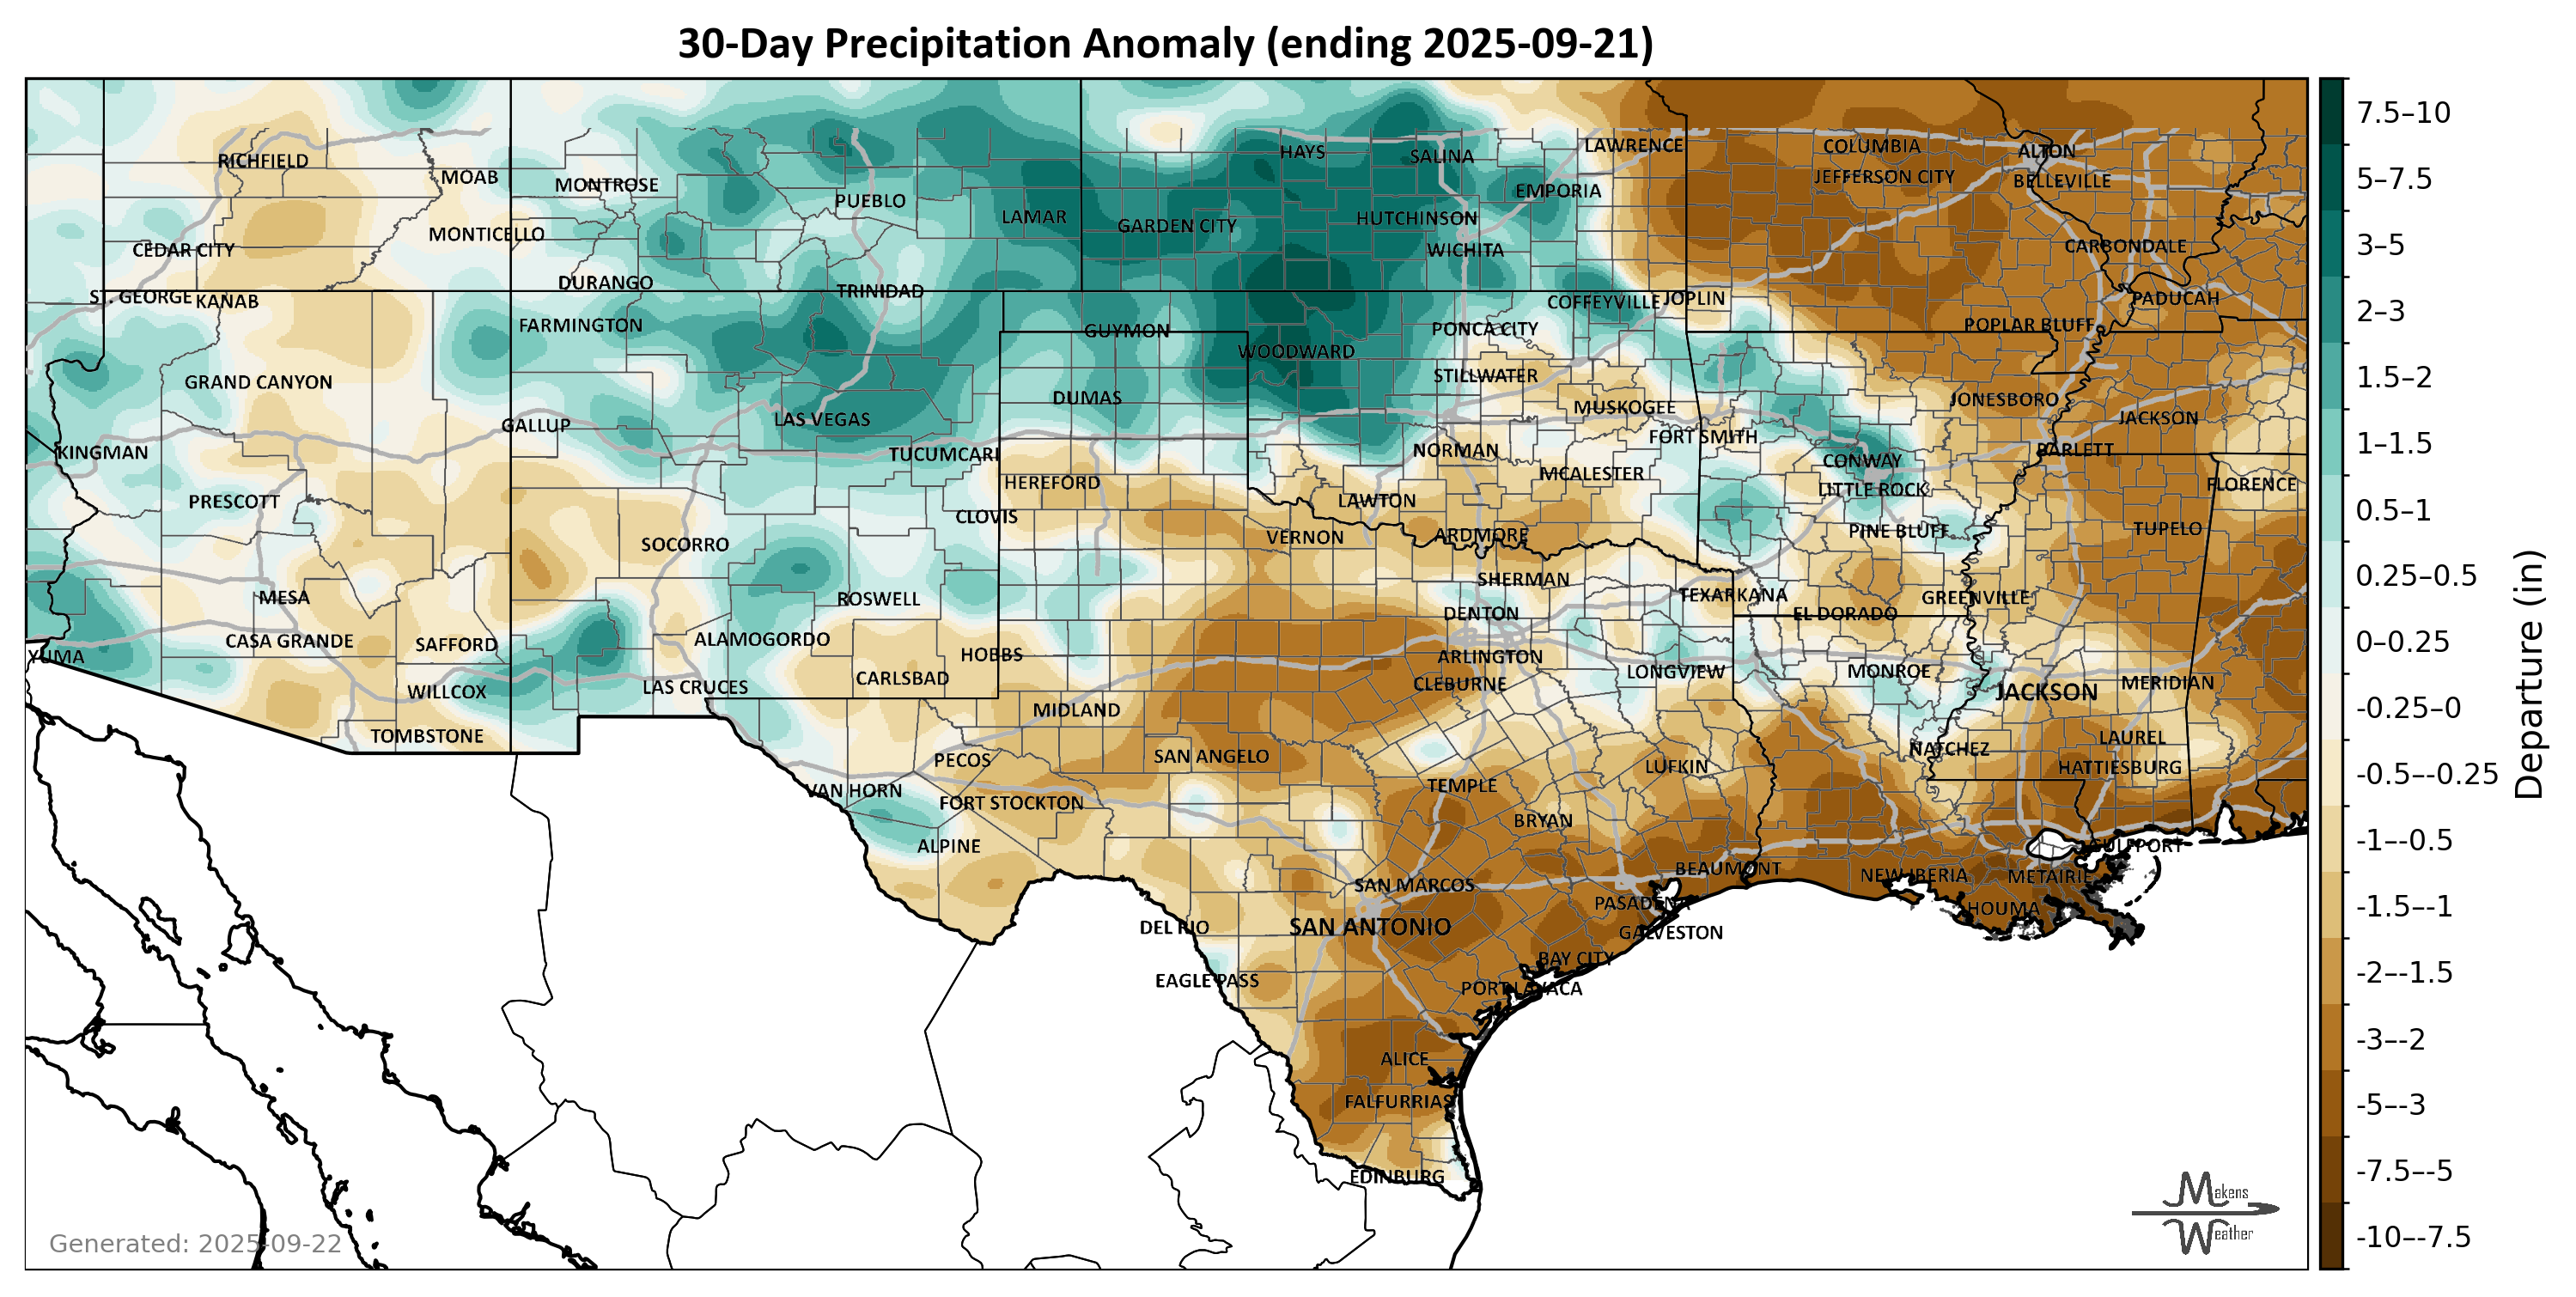 30-Day Precipitation Anomaly (ending 2025-09-21)
RICHFIELD
MOAB
MONTROSE
PUEBLO
LAMAR
GARDEN CITY
HAYS
SALINA
HUTCHINSON
WICHITA
EMPORIA
LAWRENCE
COLUMBIA
JEFFERSON CITY
ALTON
BELLEVILLE
CEDAR CITY
MONTICELLO
DURANGO
TRINIDAD
CARBONDALE
ST. GEORGE
KANAB
FARMINGTON
GUYMON
WOODWARD
PONCA CITY
COFFEYVILLE
JOPLIN
POPLAR BLUFF
PADUCAH
GRAND CANYON
GALLUP
LAS VEGAS
DUMAS
STILLWATER
MUSKOGEE
JONESBORO
JACKSON
KINGMAN
TUCUMCARI
NORMAN
FORT SMITH
CONWAY
BARLETT
PRESCOTT
HEREFORD
LAWTON
MCALESTER
LITTLE ROCK
FLORENCE
SOCORRO
CLOVIS
VERNON
ARDMORE
PINE BLUFF
TUPELO
MESA
ROSWELL
SHERMAN
DENTON
TEXARKANA
EL DORADO
GREENVILLE
YUMA
CASA GRANDE
SAFFORD
ALAMOGORDO
HOBBS
ARLINGTON
WILLCOX
LAS CRUCES
CARLSBAD
CLEBURNE
LONGVIEW
MONROE
JACKSON
MERIDIAN
TOMBSTONE
MIDLAND
PECOS
SAN ANGELO
NATCHEZ
LAUREL
HATTIESBURG
VAN HORN
FORT STOCKTON
TEMPLE
LUFKIN
ALPINE
BRYAN
BEAUMONT
GULFPORT
NEW IBERIA
METAIRIE
HOUMA
DEL RIO
SAN MARCOS
SAN ANTONIO
PASADENA
GALVESTON
EAGLE PASS
BAY CITY
PORT LAVACA
ALICE
FALFURRIAS
EDINBURG
Generated: 2025-09-22
Makens
Weather
7.5–10
5–7.5
3–5
2–3
1.5–2
1–1.5
0.5–1
0.25–0.5
0–0.25
-0.25–0
-0.5–-0.25
-1–-0.5
-1.5–-1
-2–-1.5
-3–-2
-5–-3
-7.5–-5
-10–-7.5
Departure (in)